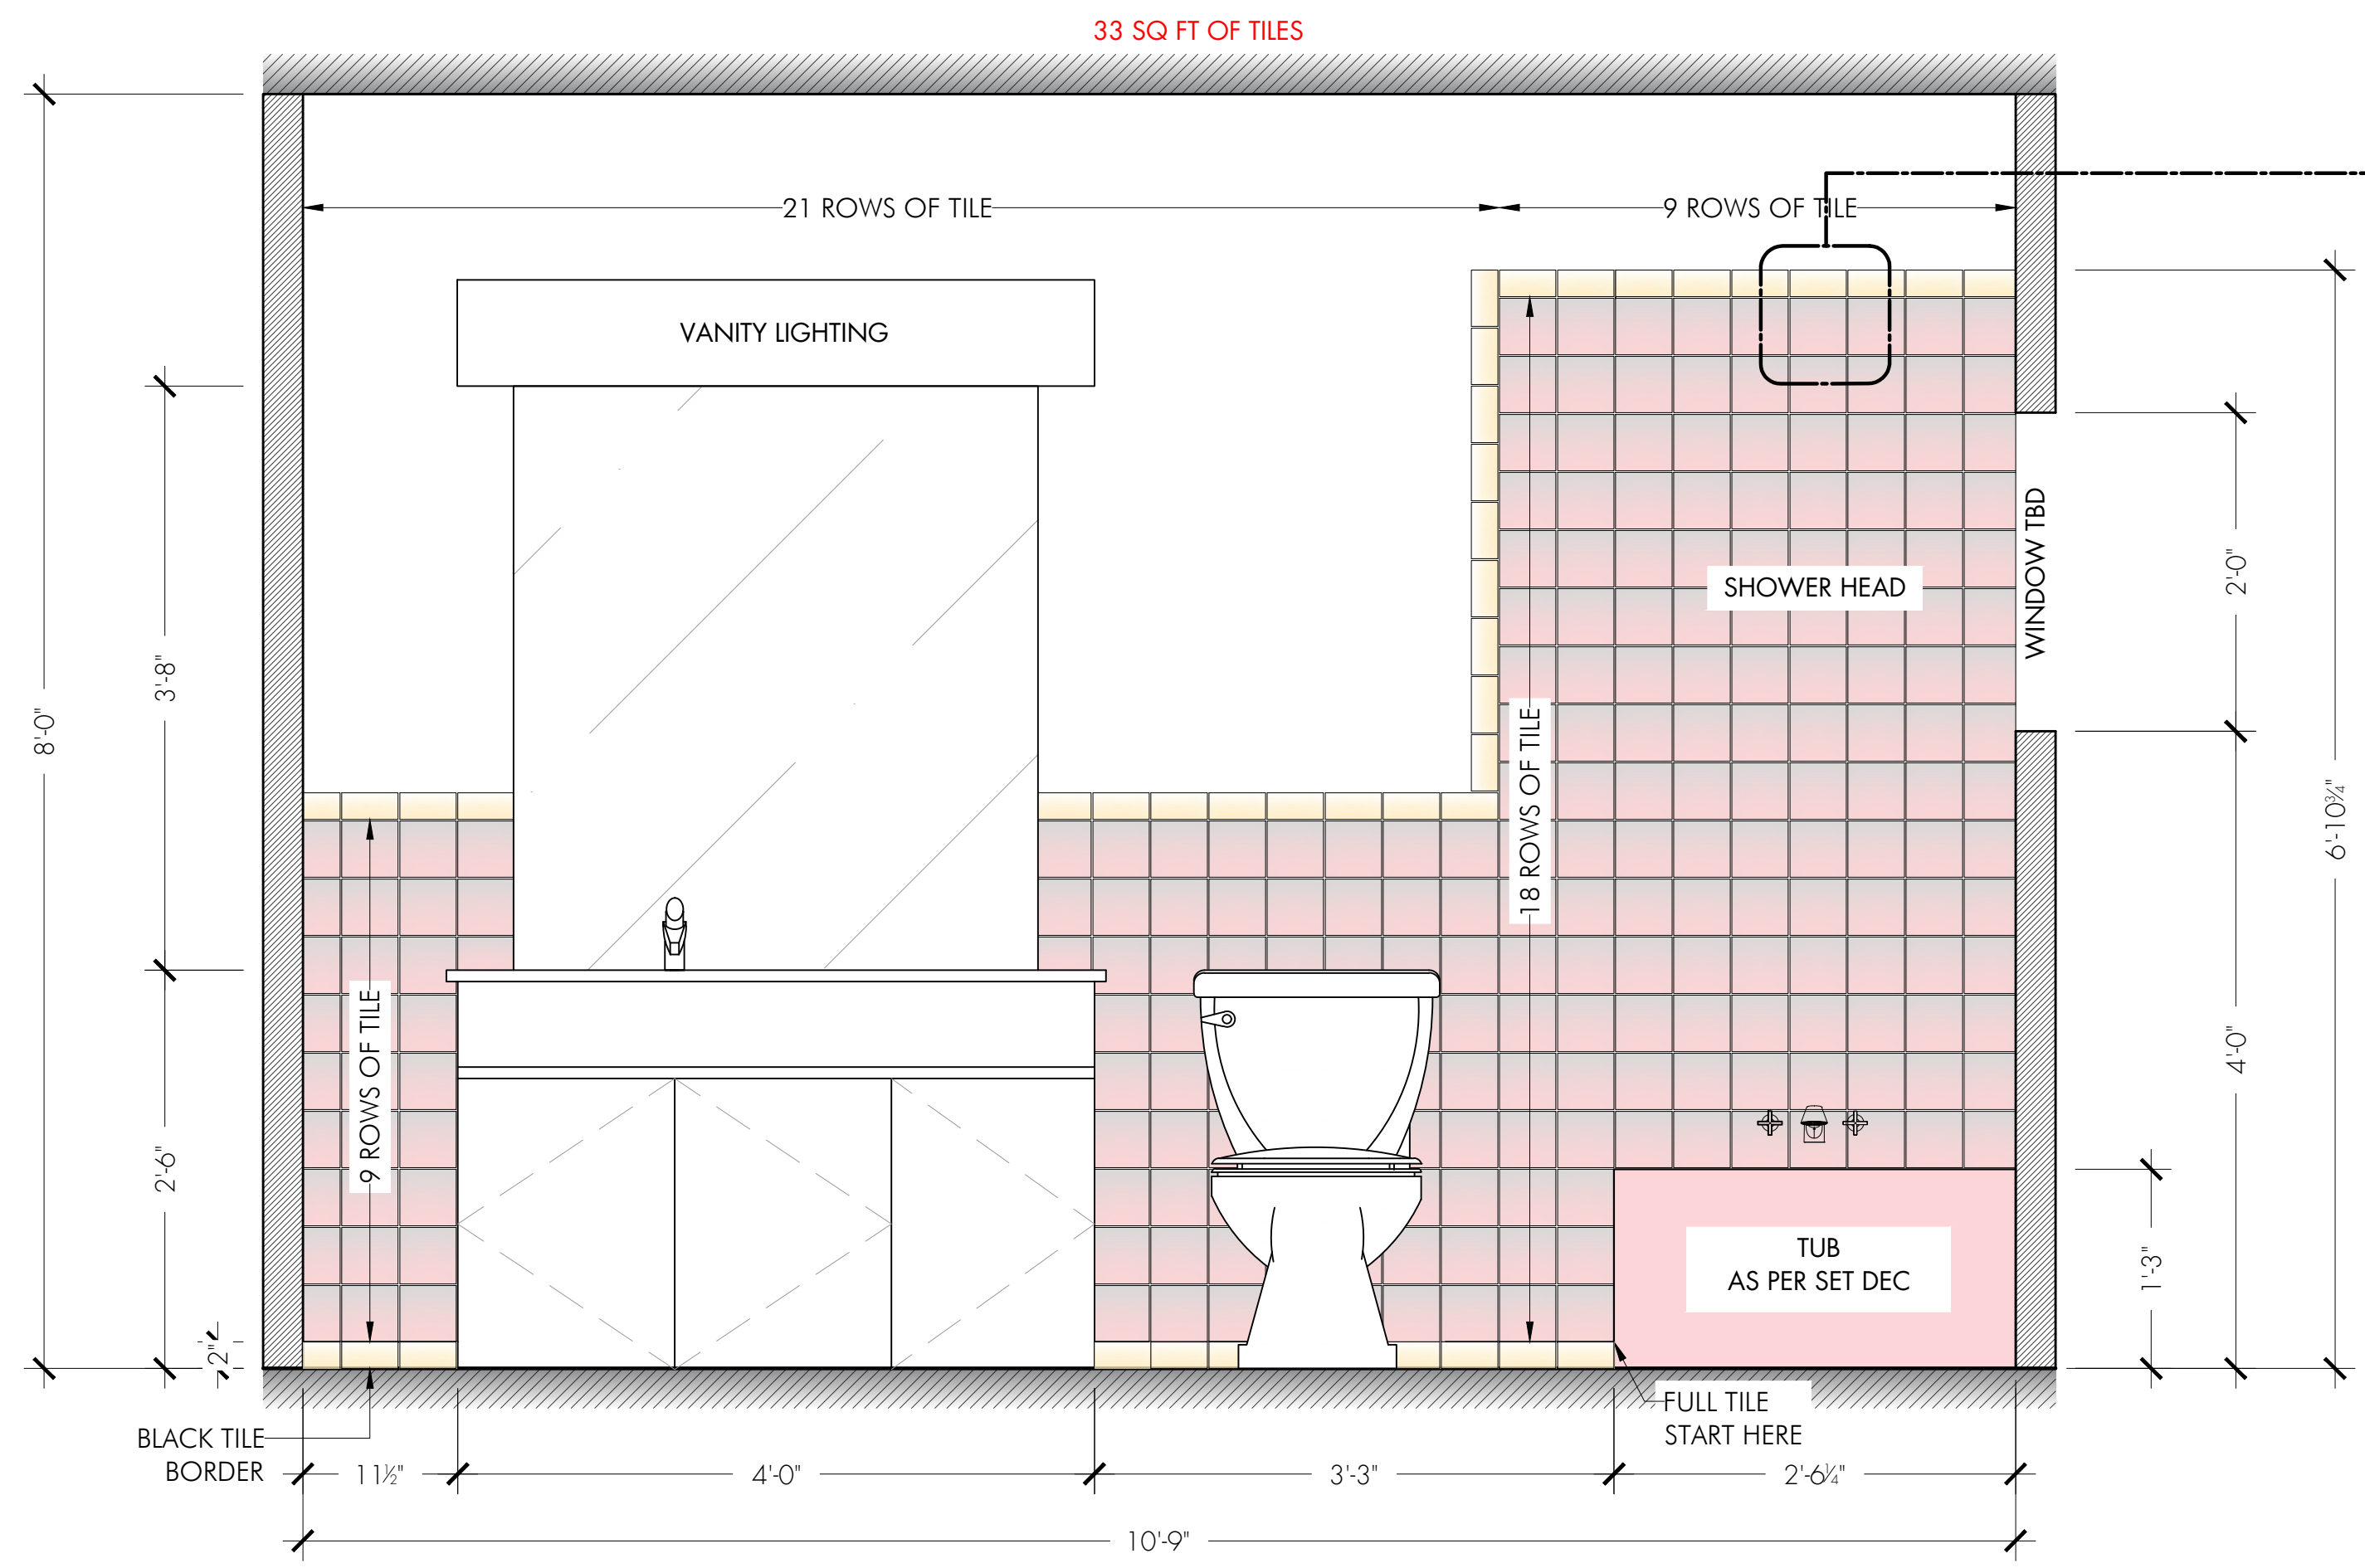 33 SQ FT OF TILES
21 ROWS OF TILE
9 ROWS OF TILE
VANITY LIGHTING
SHOWER HEAD
WINDOW TBD
18 ROWS OF TILE
9 ROWS OF TILE
TUB
AS PER SET DEC
8'-0"
3'-8"
2'-6"
2"
2'-0"
4'-0"
6'-10¾"
1'-3"
BLACK TILE
BORDER
FULL TILE
START HERE
11½"
4'-0"
3'-3"
2'-6¼"
10'-9"